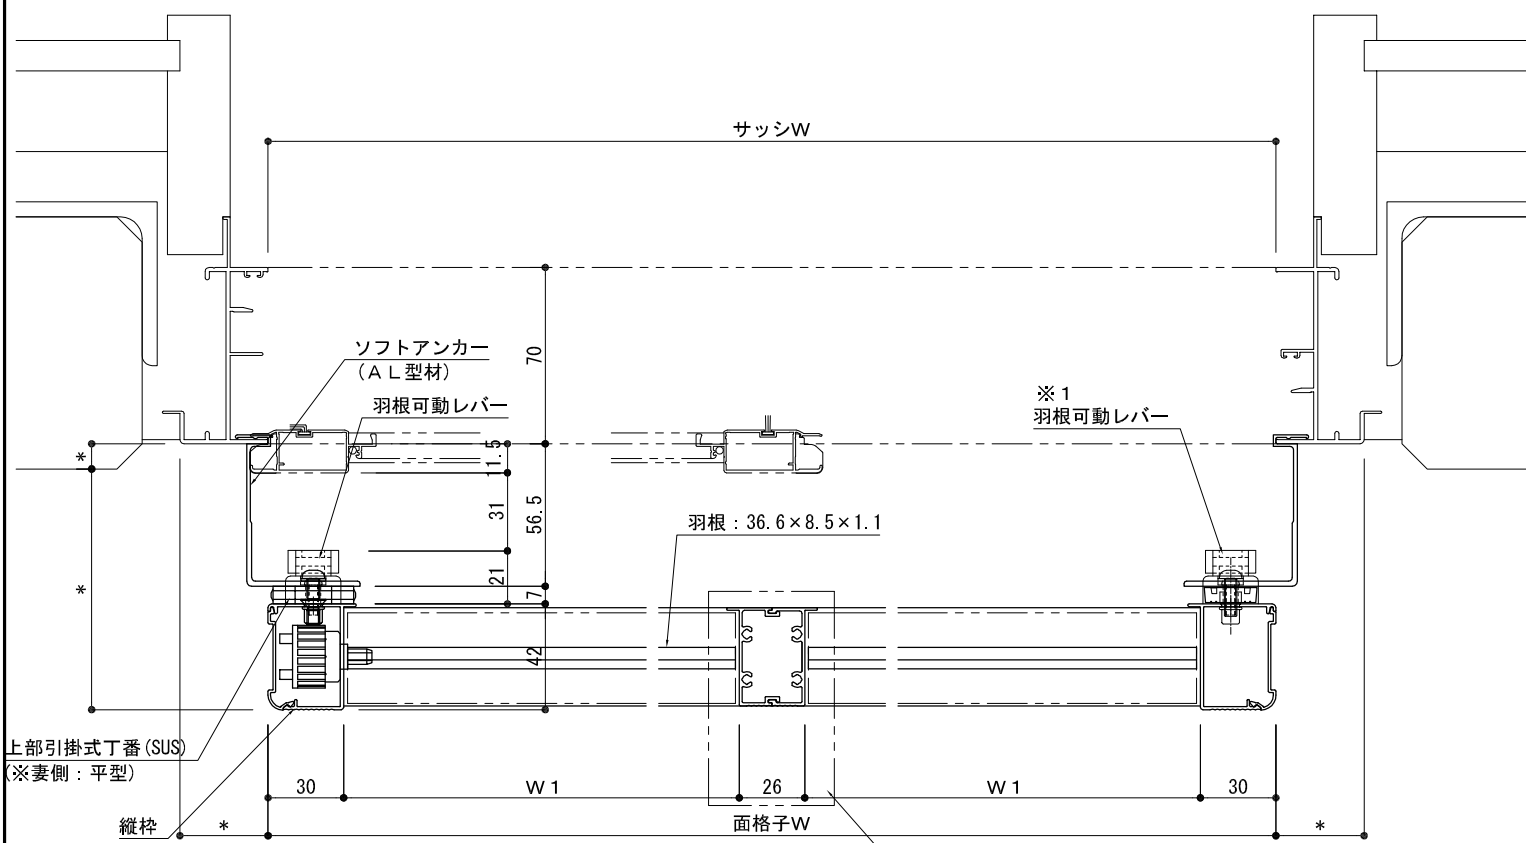 サッシW
ソフトアンカー
(AL型材)
70
羽根可動レバー
※1
羽根可動レバー
*
11.5
31
56.5
羽根：36.6×8.5×1.1
*
21
7
42
上部引掛式丁番(SUS)
(※妻側：平型)
30
W1
26
W1
30
縦枠
*
面格子W
*